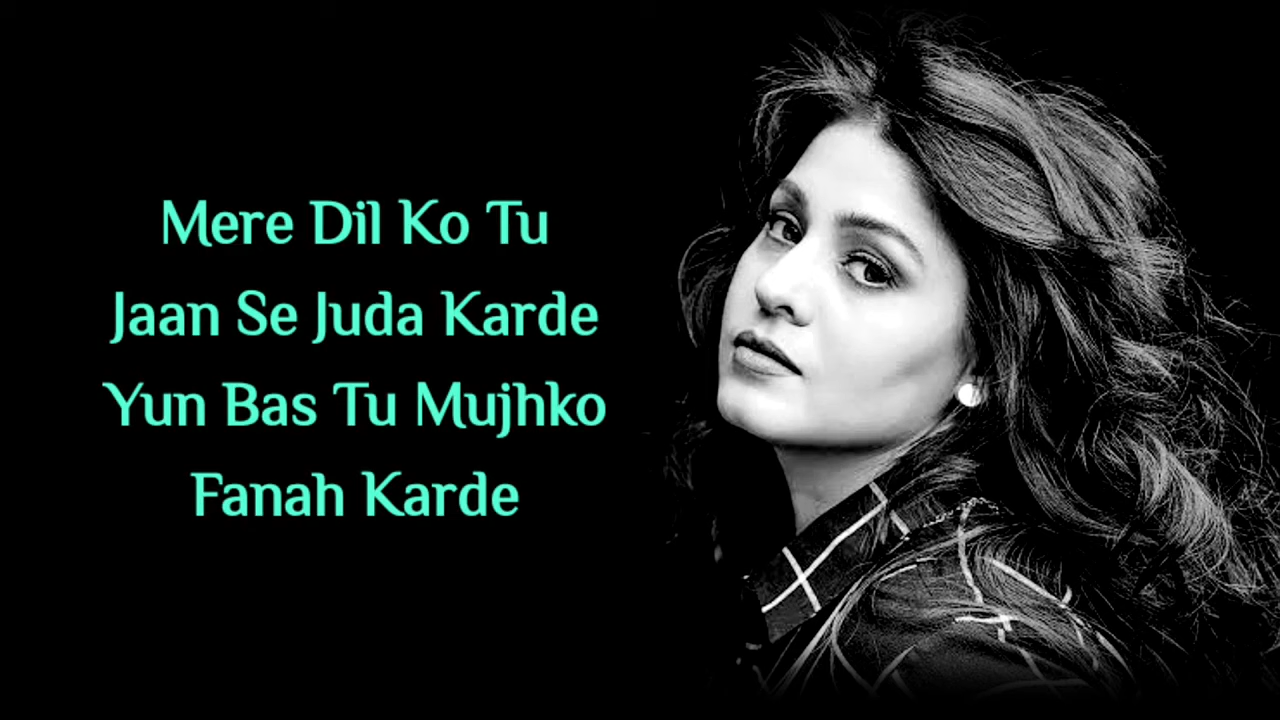 Mere Dil Ko Tu
Jaan Se Juda Karde
Yun Bas Tu Mujhko
Fanah Karde